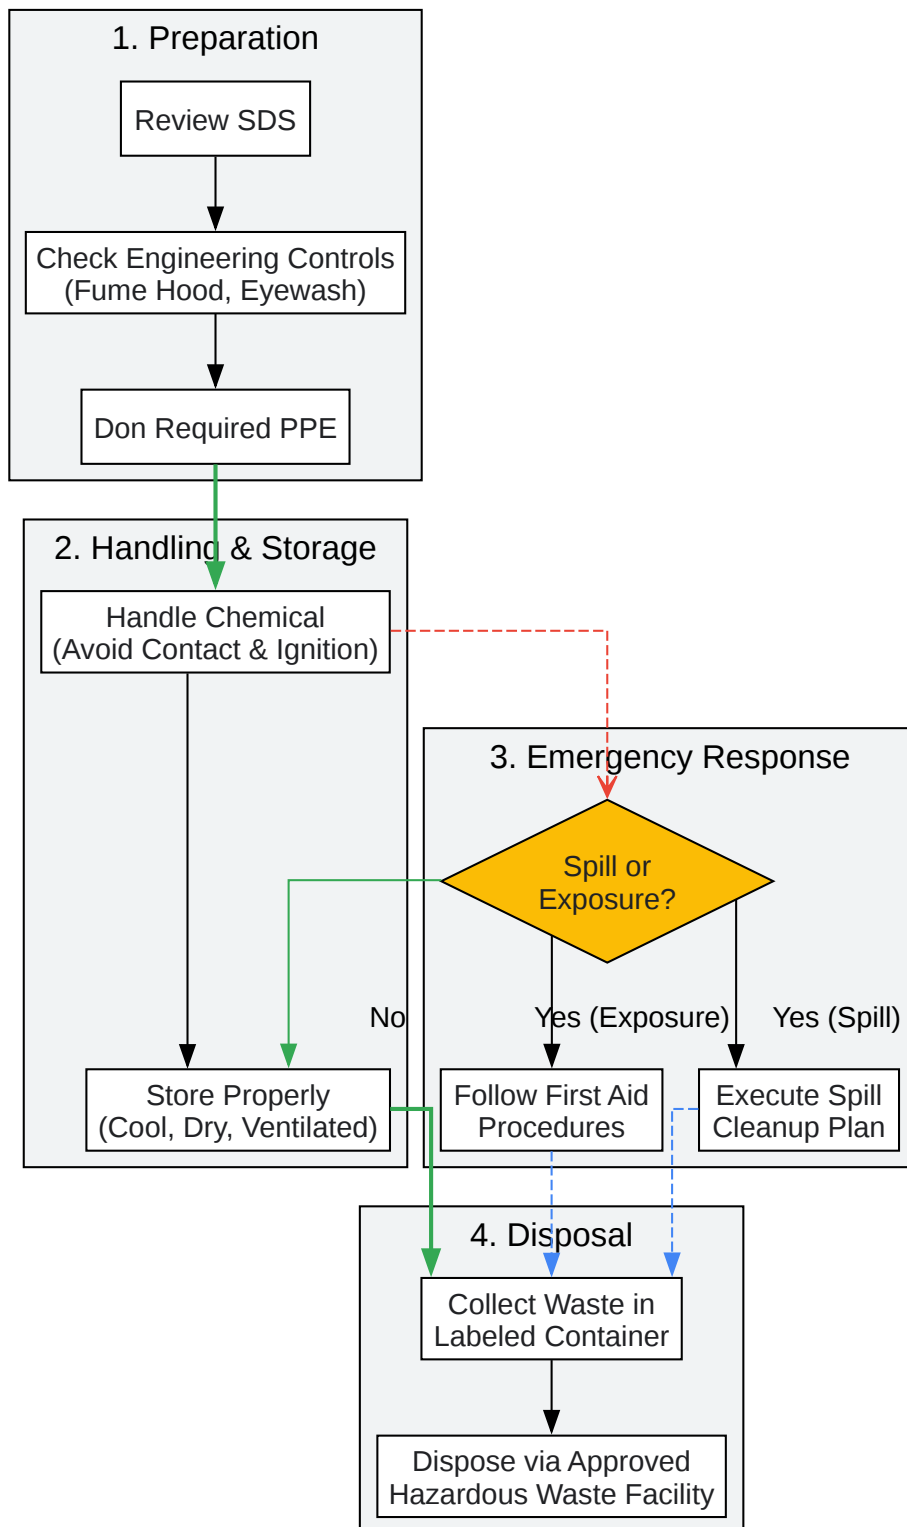 1. Preparation
Review SDS
Check Engineering Controls
(Fume Hood, Eyewash)
Don Required PPE
2. Handling & Storage
Handle Chemical
(Avoid Contact & Ignition)
3. Emergency Response
Spill or
Exposure?
No
Yes (Exposure)
Yes (Spill)
Store Properly
(Cool, Dry, Ventilated)
Follow First Aid
Procedures
Execute Spill
Cleanup Plan
4. Disposal
Collect Waste in
Labeled Container
Dispose via Approved
Hazardous Waste Facility